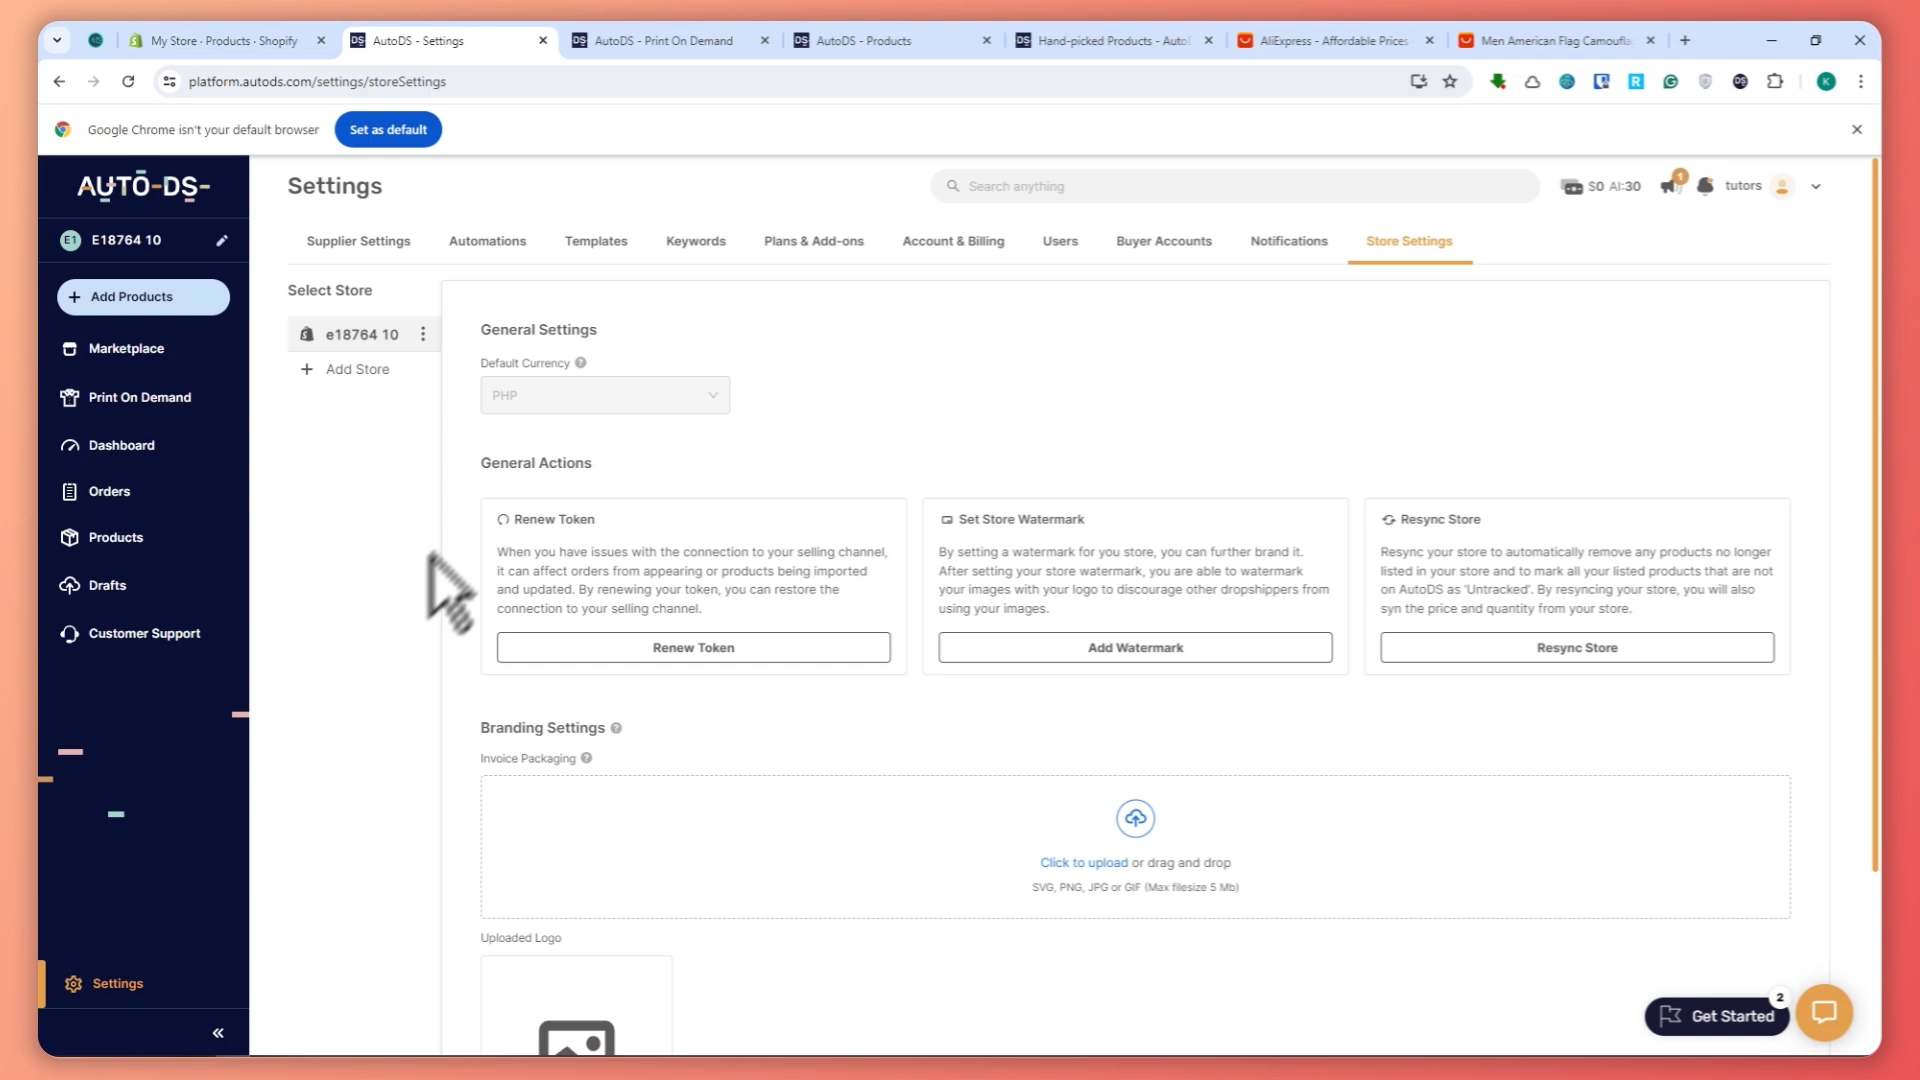 My Store · Products · Shopify
AutoDS - Settings
AutoDS - Print On Demand
AutoDS - Products
Hand-picked Products - Auto
AliExpress - Affordable Prices
Men American Flag Camoufla
platform.autods.com/settings/storeSettings
K
Google Chrome isn't your default browser
Set as default
AUTO-DS-
Settings
Search anything
$0 AI:30
1
tutors
E1 E18764 10
Supplier Settings
Automations
Templates
Keywords
Plans & Add-ons
Account & Billing
Users
Buyer Accounts
Notifications
Store Settings
Add Products
Marketplace
Print On Demand
Dashboard
Orders
Products
Drafts
Customer Support
Settings
Select Store
e18764 10
+ Add Store
General Settings
Default Currency
PHP
General Actions
Renew Token
When you have issues with the connection to your selling channel,
it can affect orders from appearing or products being imported
and updated. By renewing your token, you can restore the
connection to your selling channel.
Renew Token
Set Store Watermark
By setting a watermark for you store, you can further brand it.
After setting your store watermark, you are able to watermark
your images with your logo to discourage other dropshippers from
using your images.
Add Watermark
Resync Store
Resync your store to automatically remove any products no longer
listed in your store and to mark all your listed products that are not
on AutoDS as 'Untracked'. By resyncing your store, you will also
syn the price and quantity from your store.
Resync Store
Branding Settings
Invoice Packaging
Click to upload or drag and drop
SVG, PNG, JPG or GIF (Max filesize 5 Mb)
Uploaded Logo
Get Started
2